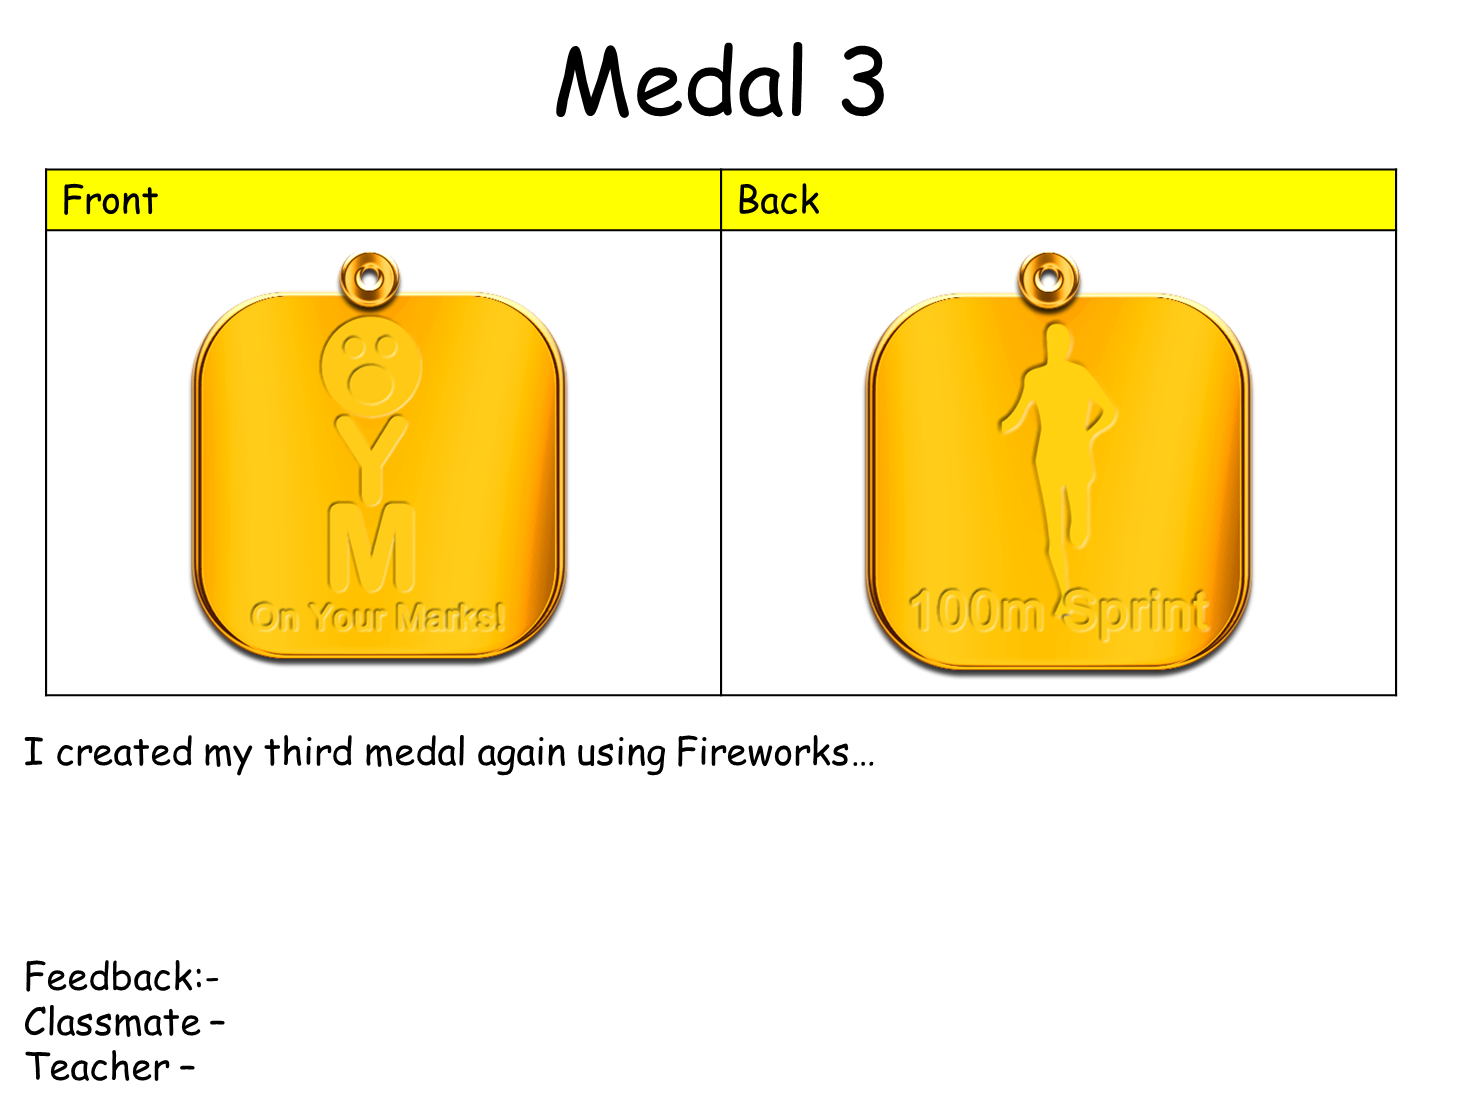 Medal 3
Front
Back
Y
M
On Your Marks!
100m Sprint
I created my third medal again using Fireworks…
Feedback:-
Classmate –
Teacher –